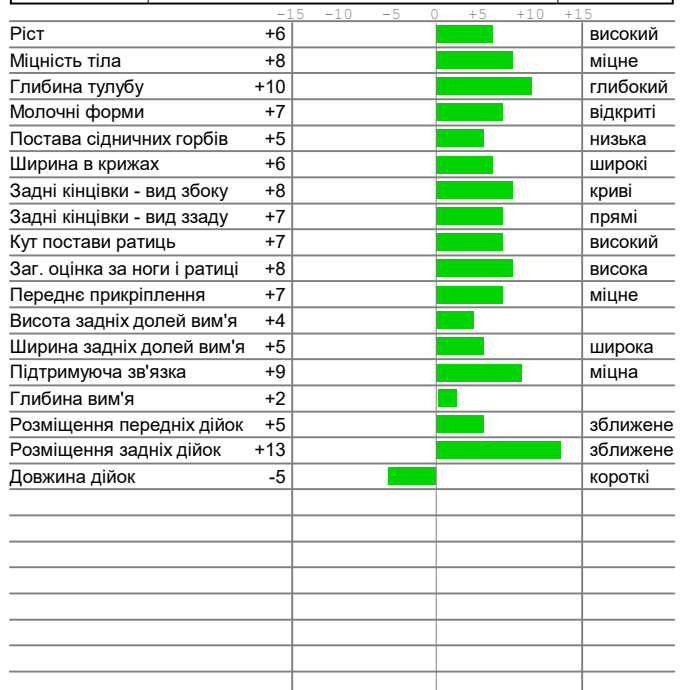 -15 -10 -5 0 +5 +10 +15
Ріст +6 високий
Міцність тіла +8 міцне
Глибина тулубу +10 глибокий
Молочні форми +7 відкриті
Постава сідничних горбів +5 низька
Ширина в крижах +6 широкі
Задні кінцівки - вид збоку +8 криві
Задні кінцівки - вид ззаду +7 прямі
Кут постави ратиць +7 високий
Заг. оцінка за ноги і ратиці +8 висока
Переднє прикріплення +7 міцне
Висота задніх долей вим'я +4
Ширина задніх долей вим'я +5 широка
Підтримуюча зв'язка +9 міцна
Глибина вим'я +2
Розміщення передніх дійок +5 зближене
Розміщення задніх дійок +13 зближене
Довжина дійок -5 короткі